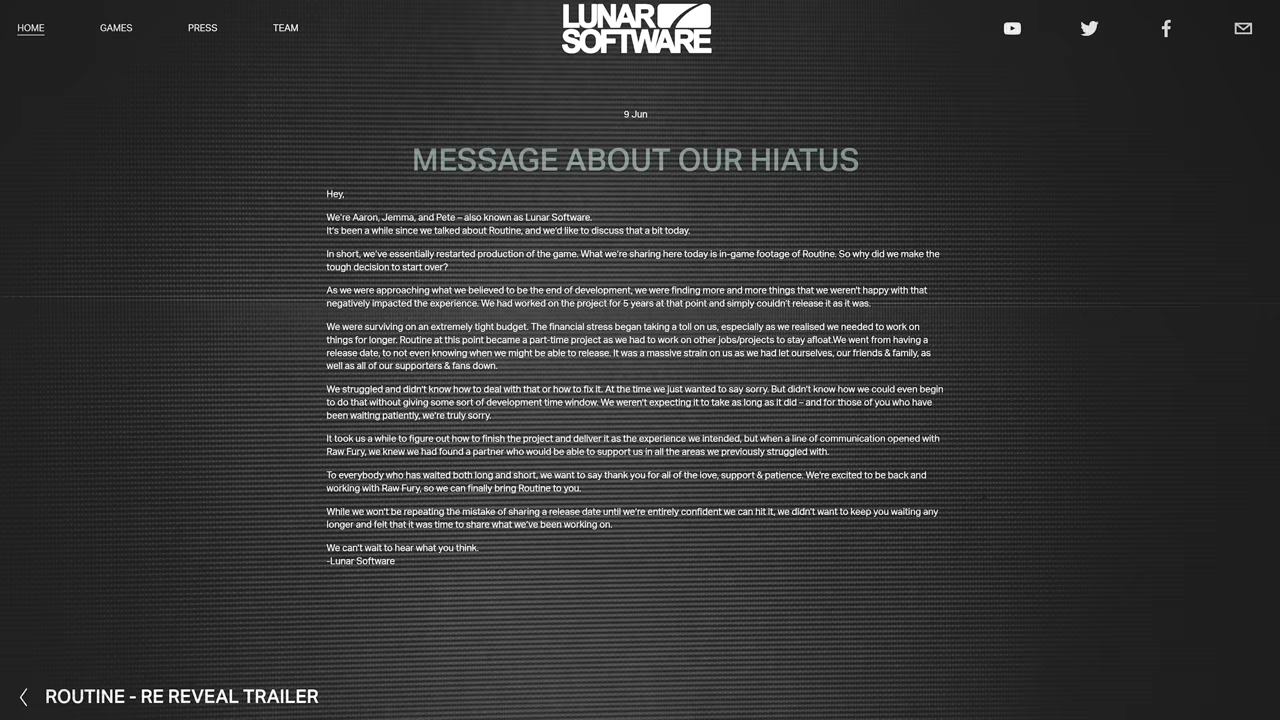 HOME
GAMES
PRESS
TEAM
LUNAR
SOFTWARE
9 Jun
MESSAGE ABOUT OUR HIATUS
Hey,
We're Aaron, Jemma, and Pete – also known as Lunar Software.
It's been a while since we talked about Routine, and we'd like to discuss that a bit today.
In short, we've essentially restarted production of the game. What we're sharing here today is in-game footage of Routine. So why did we make the
tough decision to start over?
As we were approaching what we believed to be the end of development, we were finding more and more things that we weren't happy with that
negatively impacted the experience. We had worked on the project for 5 years at that point and simply couldn't release it as it was.
We were surviving on an extremely tight budget. The financial stress began taking a toll on us, especially as we realised we needed to work on
things for longer. Routine at this point became a part-time project as we had to work on other jobs/projects to stay afloat.We went from having a
release date, to not even knowing when we might be able to release. It was a massive strain on us as we had let ourselves, our friends & family, as
well as all of our supporters & fans down.
We struggled and didn't know how to deal with that or how to fix it. At the time we just wanted to say sorry. But didn't know how we could even begin
to do that without giving some sort of development time window. We weren't expecting it to take as long as it did – and for those of you who have
been waiting patiently, we're truly sorry.
It took us a while to figure out how to finish the project and deliver it as the experience we intended, but when a line of communication opened with
Raw Fury, we knew we had found a partner who would be able to support us in all the areas we previously struggled with.
To everybody who has waited both long and short, we want to say thank you for all of the love, support & patience. We're excited to be back and
working with Raw Fury, so we can finally bring Routine to you.
While we won't be repeating the mistake of sharing a release date until we're entirely confident we can hit it, we didn't want to keep you waiting any
longer and felt that it was time to share what we've been working on.
We can't wait to hear what you think.
-Lunar Software
ROUTINE - RE REVEAL TRAILER